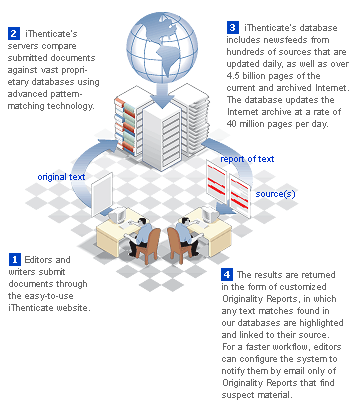 2 iThenticate's
servers compare
submitted documents
against vast propri-
etary databases using
advanced pattern-
matching technology.
3 iThenticate's database
includes newsfeeds from
hundreds of sources that are
updated daily, as well as over
4.5 billion pages of the
current and archived Internet.
The database updates the
Internet archive at a rate of
40 million pages per day.
original text
report of text
source(s)
1 Editors and
writers submit
documents through
the easy-to-use
iThenticate website.
4 The results are returned
in the form of customized
Originality Reports, in which
any text matches found in
our databases are highlighted
and linked to their source.
For a faster workflow, editors
can configure the system to
notify them by email only of
Originality Reports that find
suspect material.